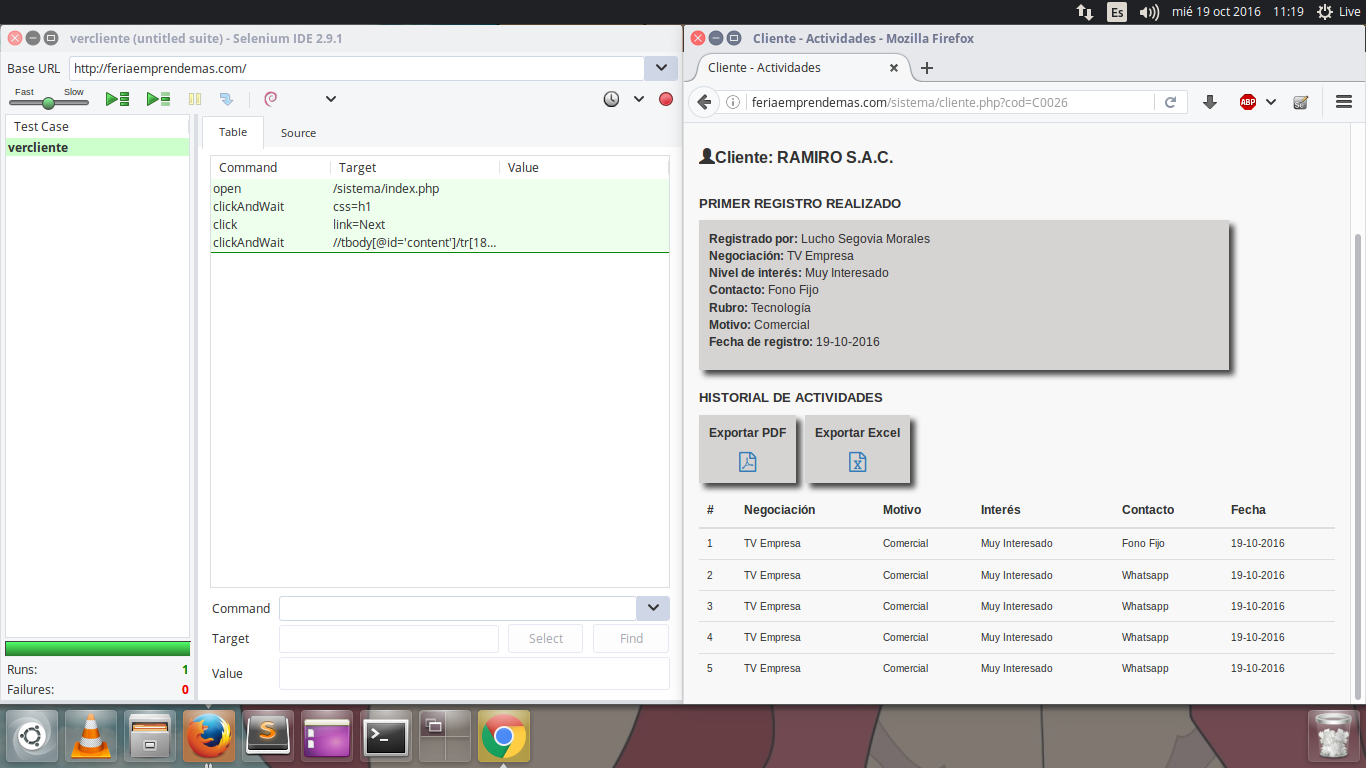 Es mié 19 oct 2016 11:19 Live
vercliente (untitled suite) - Selenium IDE 2.9.1
Base URL http://feriaemprendemas.com/
Fast Slow
Test Case
vercliente
Table Source
Command Target Value
open /sistema/index.php
clickAndWait css=h1
click link=Next
clickAndWait //tbody[@id='content']/tr[18...
Command
Target Select Find
Value
Runs: 1
Failures: 0
Cliente - Actividades - Mozilla Firefox
Cliente - Actividades
feriaemprendemas.com/sistema/cliente.php?cod=C0026
ABP
Cliente: RAMIRO S.A.C.
PRIMER REGISTRO REALIZADO
Registrado por: Lucho Segovia Morales
Negociación: TV Empresa
Nivel de interés: Muy Interesado
Contacto: Fono Fijo
Rubro: Tecnología
Motivo: Comercial
Fecha de registro: 19-10-2016
HISTORIAL DE ACTIVIDADES
Exportar PDF Exportar Excel
# Negociación Motivo Interés Contacto Fecha
1 TV Empresa Comercial Muy Interesado Fono Fijo 19-10-2016
2 TV Empresa Comercial Muy Interesado Whatsapp 19-10-2016
3 TV Empresa Comercial Muy Interesado Whatsapp 19-10-2016
4 TV Empresa Comercial Muy Interesado Whatsapp 19-10-2016
5 TV Empresa Comercial Muy Interesado Whatsapp 19-10-2016